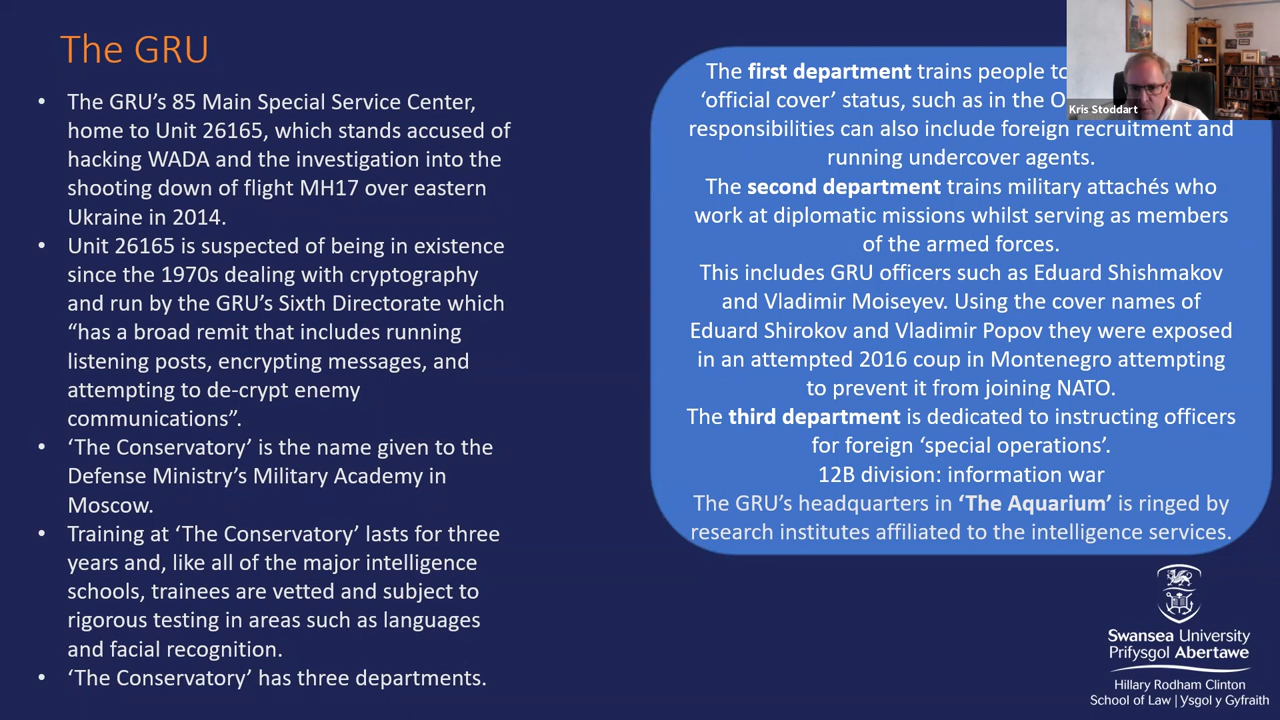 The GRU
• The GRU's 85 Main Special Service Center,
home to Unit 26165, which stands accused of
hacking WADA and the investigation into the
shooting down of flight MH17 over eastern
Ukraine in 2014.
• Unit 26165 is suspected of being in existence
since the 1970s dealing with cryptography
and run by the GRU's Sixth Directorate which
“has a broad remit that includes running
listening posts, encrypting messages, and
attempting to de-crypt enemy
communications”.
• ‘The Conservatory’ is the name given to the
Defense Ministry's Military Academy in
Moscow.
• Training at ‘The Conservatory’ lasts for three
years and, like all of the major intelligence
schools, trainees are vetted and subject to
rigorous testing in areas such as languages
and facial recognition.
• ‘The Conservatory’ has three departments.
The first department trains people to
‘official cover’ status, such as in the O
responsibilities can also include foreign recruitment and
running undercover agents.
The second department trains military attachés who
work at diplomatic missions whilst serving as members
of the armed forces.
This includes GRU officers such as Eduard Shishmakov
and Vladimir Moiseyev. Using the cover names of
Eduard Shirokov and Vladimir Popov they were exposed
in an attempted 2016 coup in Montenegro attempting
to prevent it from joining NATO.
The third department is dedicated to instructing officers
for foreign ‘special operations’.
12B division: information war
The GRU's headquarters in ‘The Aquarium’ is ringed by
research institutes affiliated to the intelligence services.
Kris Stoddart
Swansea University
Prifysgol Abertawe
Hillary Rodham Clinton
School of Law | Ysgol y Gyfraith